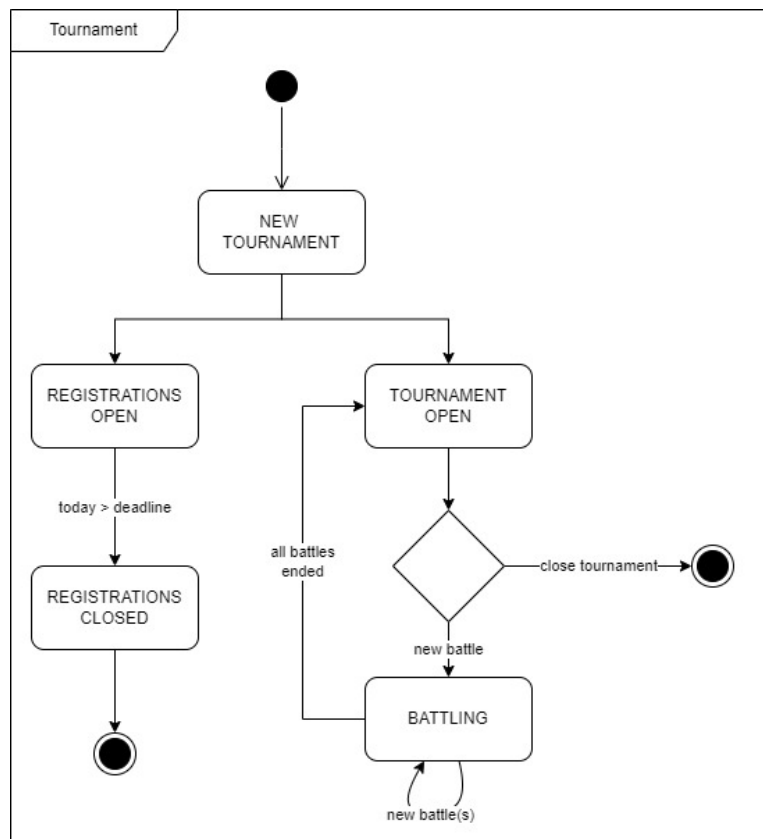 Tournament
NEW
TOURNAMENT
REGISTRATIONS
OPEN
TOURNAMENT
OPEN
today > deadline
all battles
ended
close tournament
REGISTRATIONS
CLOSED
new battle
BATTLING
new battle(s)